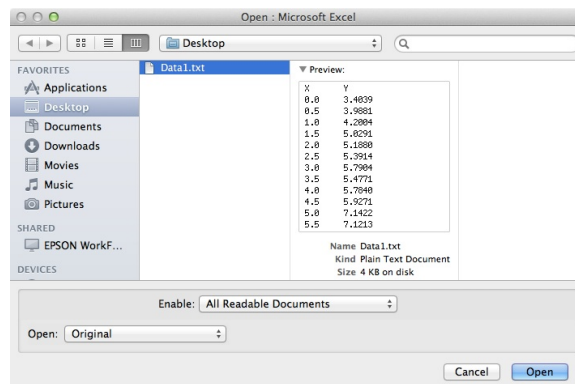 Open : Microsoft Excel
Desktop
FAVORITES
Applications
Desktop
Documents
Downloads
Movies
Music
Pictures
SHARED
EPSON WorkF...
DEVICES
Data1.txt
Preview:
X Y
0.0 3.4039
0.5 3.9881
1.0 4.2004
1.5 5.0291
2.0 5.1880
2.5 5.3914
3.0 5.7904
3.5 5.4771
4.0 5.7840
4.5 5.9271
5.0 7.1422
5.5 7.1213
Name Data1.txt
Kind Plain Text Document
Size 4 KB on disk
Enable: All Readable Documents
Open: Original
Cancel Open